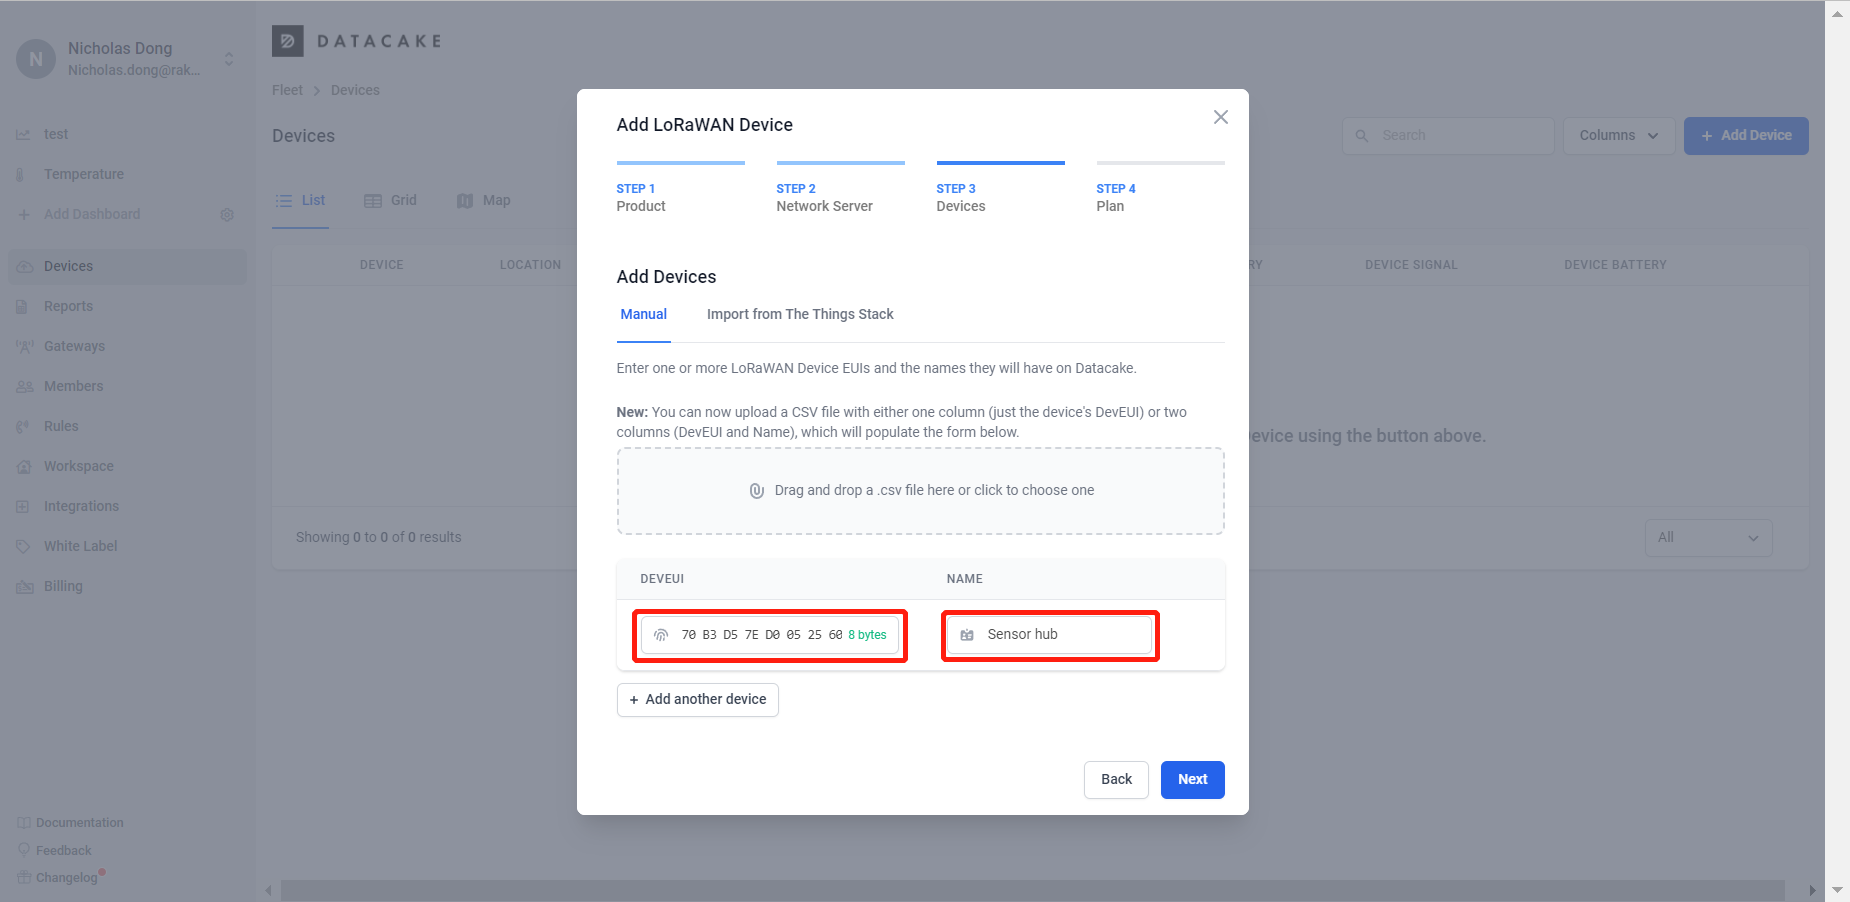 N
Nicholas Dong
Nicholas.dong@rak...
test
Temperature
+ Add Dashboard
Devices
Reports
Gateways
Members
Rules
Workspace
Integrations
White Label
Billing
Documentation
Feedback
Changelog
DATACAKE
Fleet > Devices
Devices
Search
Columns
+ Add Device
List
Grid
Map
DEVICE
LOCATION
RY
DEVICE SIGNAL
DEVICE BATTERY
evice using the button above.
Showing 0 to 0 of 0 results
All
Add LoRaWAN Device
STEP 1
Product
STEP 2
Network Server
STEP 3
Devices
STEP 4
Plan
Add Devices
Manual
Import from The Things Stack
Enter one or more LoRaWAN Device EUIs and the names they will have on Datacake.
New: You can now upload a CSV file with either one column (just the device's DevEUI) or two
columns (DevEUI and Name), which will populate the form below.
Drag and drop a .csv file here or click to choose one
DEVEUI
NAME
70 B3 D5 7E D0 05 25 60 8 bytes
Sensor hub
+ Add another device
Back
Next